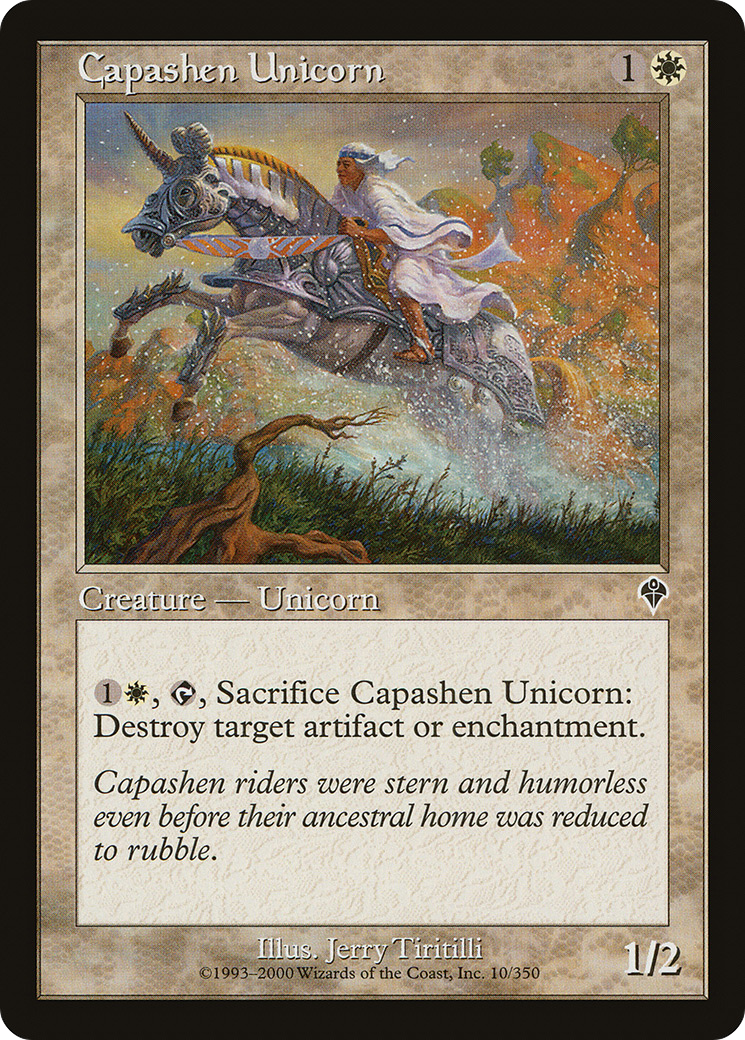 Capashen Unicorn 1
Creature — Unicorn
1, , Sacrifice Capashen Unicorn:
Destroy target artifact or enchantment.
Capashen riders were stern and humorless
even before their ancestral home was reduced
to rubble.
Illus. Jerry Tiritilli
©1993–2000 Wizards of the Coast, Inc. 10/350
1/2